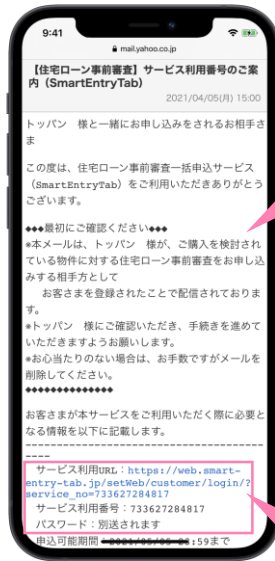 9:41
mail.yahoo.co.jp
【住宅ローン事前審査】サービス利用番号のご案
内（SmartEntryTab）
2021/04/05(月) 15:00
トッパン 様と一緒にお申し込みをされるお相手さ
ま
この度は、住宅ローン事前審査一括申込サービス
（SmartEntryTab）をご利用いただきありがとう
ございます。
◆◆◆最初にご確認ください◆◆◆
*本メールは、トッパン 様が、ご購入を検討され
ている物件に対する住宅ローン事前審査をお申し込
みする相手方として
お客さまを登録されたことで配信されておりま
す。
*トッパン 様にご確認いただき、手続きを進めて
いただきますようお願いします。
*お心当たりのない場合は、お手数ですがメールを
削除してください。
◆◆◆◆◆◆◆◆◆◆◆◆◆◆
お客さまが本サービスをご利用いただく際に必要と
なる情報を以下に記載します。
----------------------------------------
----
サービス利用URL：https://web.smart-
entry-tab.jp/setWeb/customer/login/?
service_no=733627284817
サービス利用番号：733627284817
パスワード：別送されます
申込可能期間 :59まで